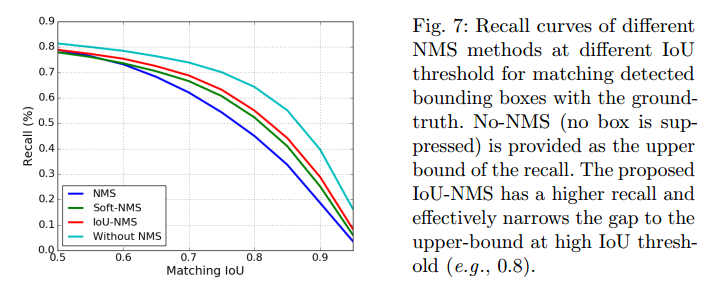 0.9
0.8
0.7
0.6
0.5
0.4
0.3
0.2
0.1
0.0
Recall (%)
NMS
Soft-NMS
IoU-NMS
Without NMS
0.5 0.6 0.7 0.8 0.9
Matching IoU
Fig. 7: Recall curves of different
NMS methods at different IoU
threshold for matching detected
bounding boxes with the ground-
truth. No-NMS (no box is sup-
pressed) is provided as the upper
bound of the recall. The proposed
IoU-NMS has a higher recall and
effectively narrows the gap to the
upper-bound at high IoU thresh-
old (e.g., 0.8).